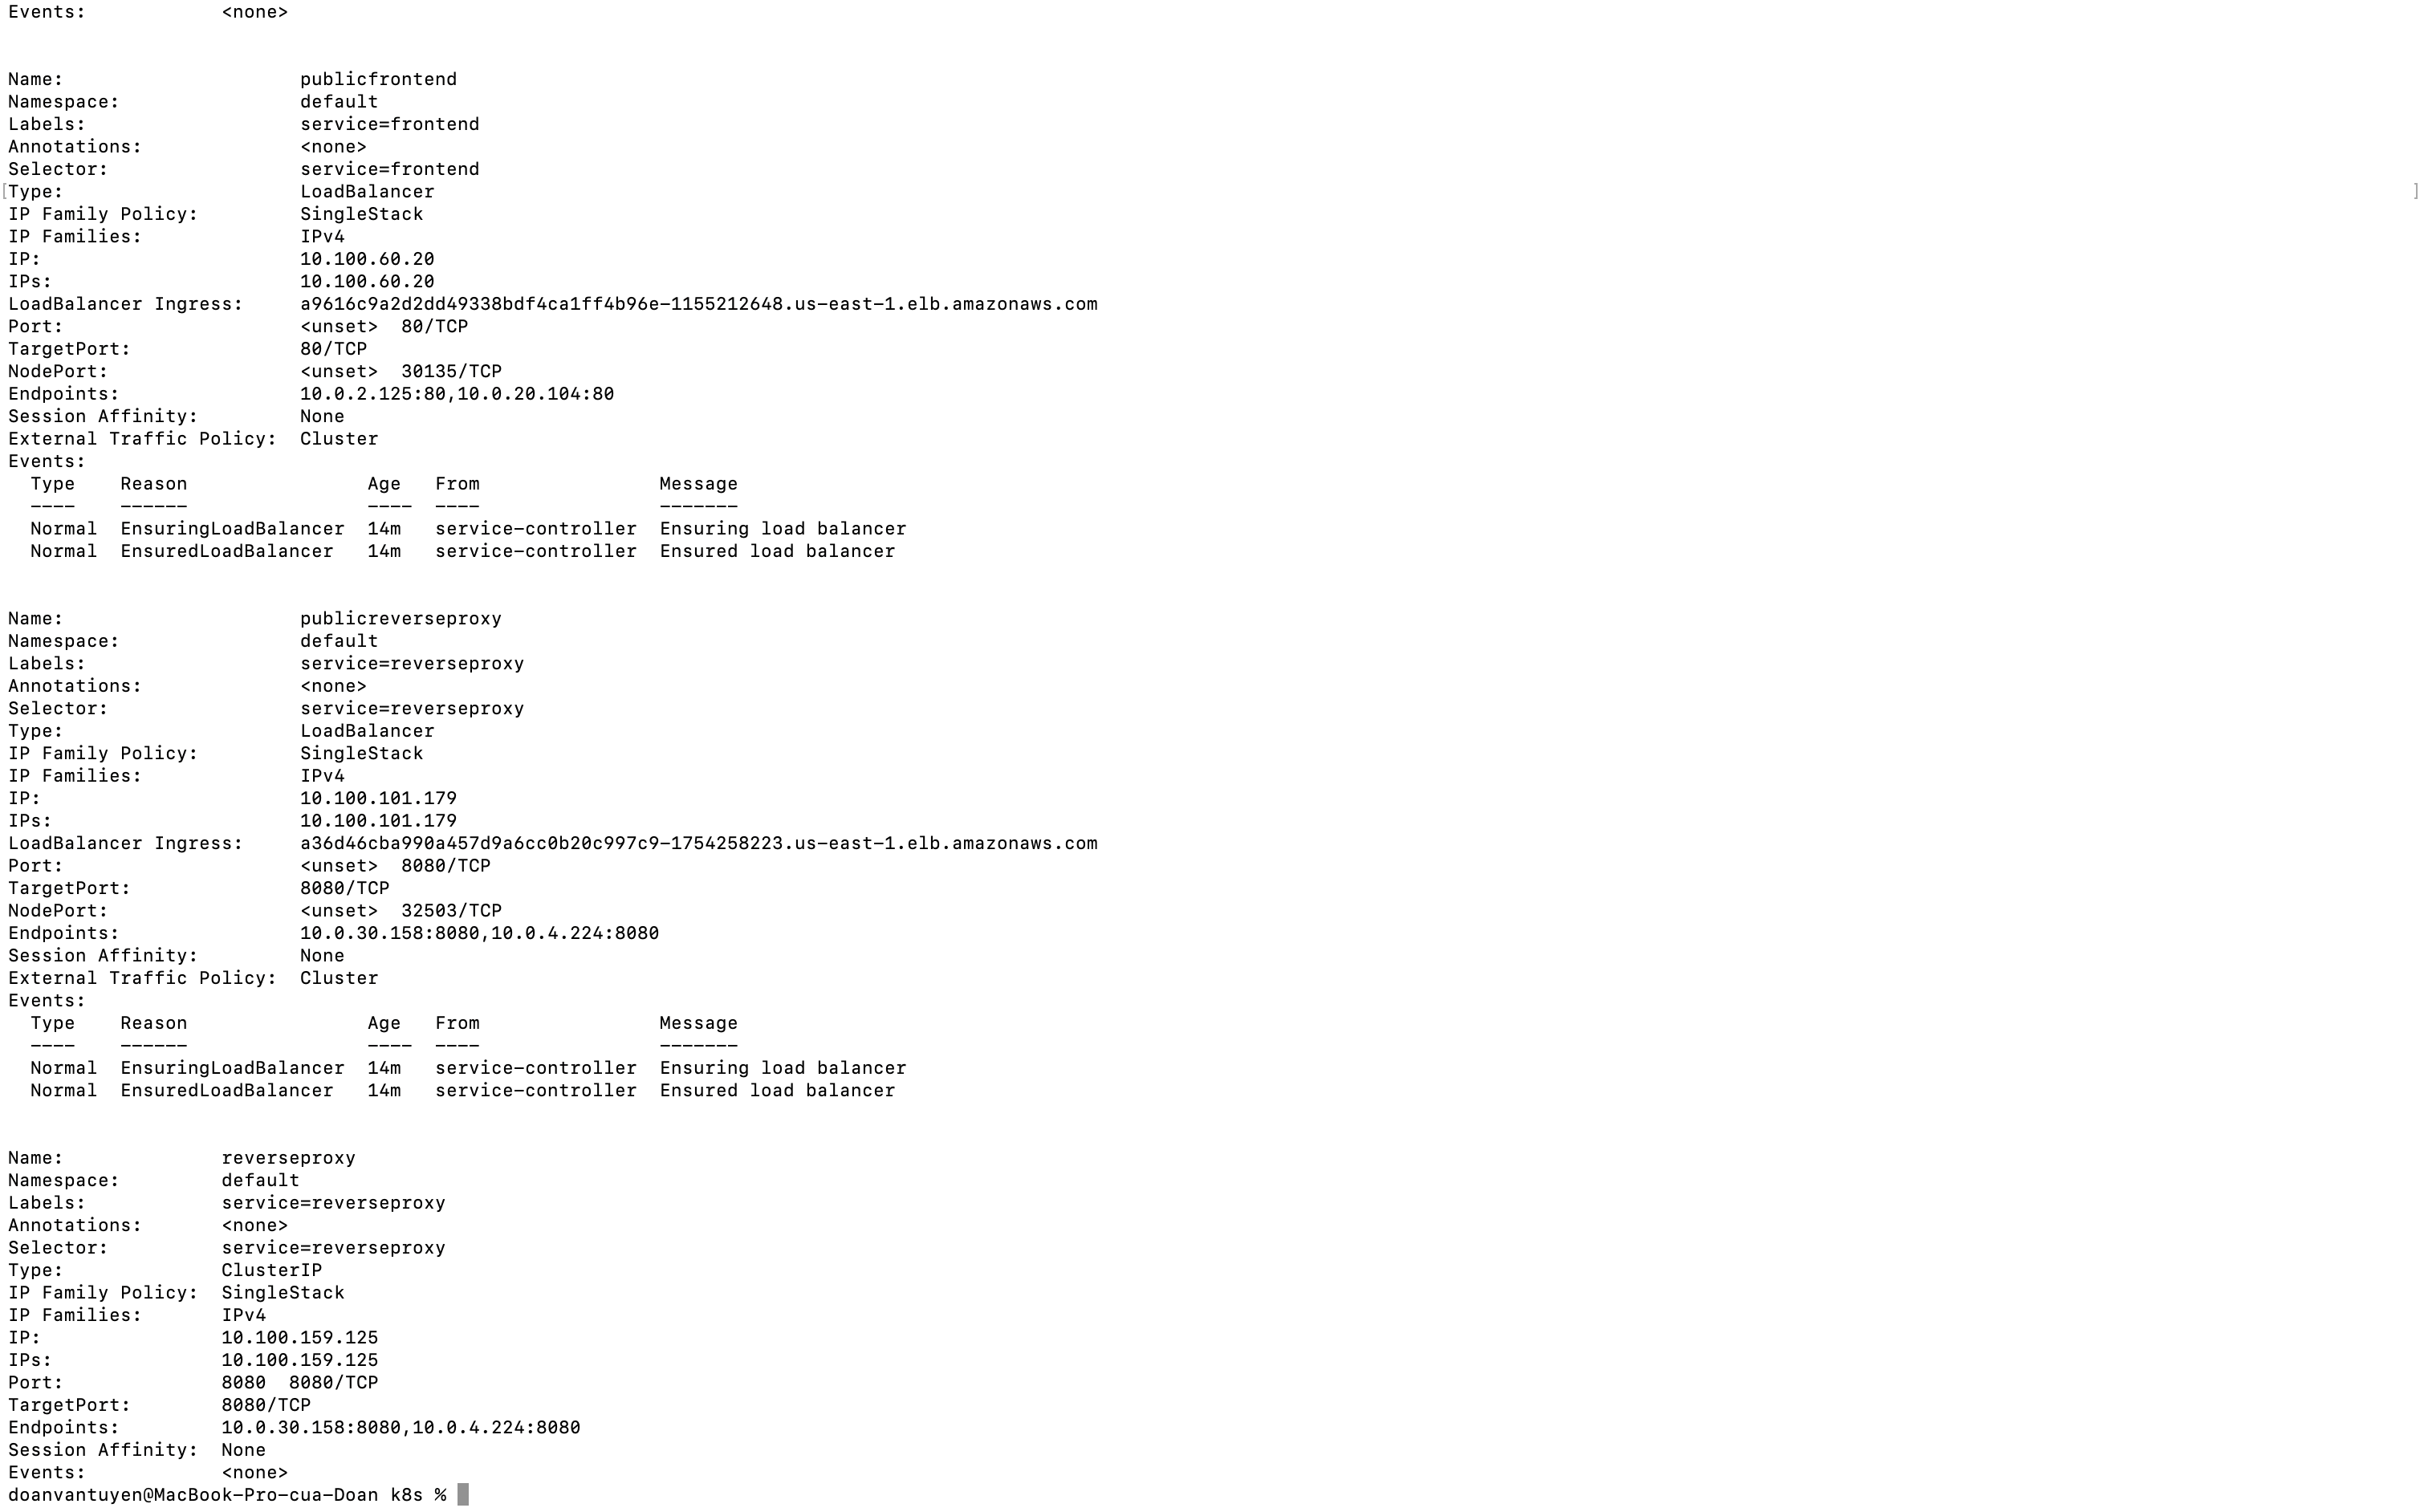 Events:            <none>
Name:                     publicfrontend
Namespace:                default
Labels:                   service=frontend
Annotations:              <none>
Selector:                 service=frontend
[Type:                     LoadBalancer ]
IP Family Policy:         SingleStack
IP Families:              IPv4
IP:                       10.100.60.20
IPs:                      10.100.60.20
LoadBalancer Ingress:     a9616c9a2d2dd49338bdf4ca1ff4b96e-1155212648.us-east-1.elb.amazonaws.com
Port:                     <unset>  80/TCP
TargetPort:               80/TCP
NodePort:                 <unset>  30135/TCP
Endpoints:                10.0.2.125:80,10.0.20.104:80
Session Affinity:         None
External Traffic Policy:  Cluster
Events:
  Type    Reason                Age   From                Message
  ----    ------                ----  ----                -------
  Normal  EnsuringLoadBalancer  14m   service-controller  Ensuring load balancer
  Normal  EnsuredLoadBalancer   14m   service-controller  Ensured load balancer
Name:                     publicreverseproxy
Namespace:                default
Labels:                   service=reverseproxy
Annotations:              <none>
Selector:                 service=reverseproxy
Type:                     LoadBalancer
IP Family Policy:         SingleStack
IP Families:              IPv4
IP:                       10.100.101.179
IPs:                      10.100.101.179
LoadBalancer Ingress:     a36d46cba990a457d9a6cc0b20c997c9-1754258223.us-east-1.elb.amazonaws.com
Port:                     <unset>  8080/TCP
TargetPort:               8080/TCP
NodePort:                 <unset>  32503/TCP
Endpoints:                10.0.30.158:8080,10.0.4.224:8080
Session Affinity:         None
External Traffic Policy:  Cluster
Events:
  Type    Reason                Age   From                Message
  ----    ------                ----  ----                -------
  Normal  EnsuringLoadBalancer  14m   service-controller  Ensuring load balancer
  Normal  EnsuredLoadBalancer   14m   service-controller  Ensured load balancer
Name:              reverseproxy
Namespace:         default
Labels:            service=reverseproxy
Annotations:       <none>
Selector:          service=reverseproxy
Type:              ClusterIP
IP Family Policy:  SingleStack
IP Families:       IPv4
IP:                10.100.159.125
IPs:               10.100.159.125
Port:              8080  8080/TCP
TargetPort:        8080/TCP
Endpoints:         10.0.30.158:8080,10.0.4.224:8080
Session Affinity:  None
Events:            <none>
doanvantuyen@MacBook-Pro-cua-Doan k8s %